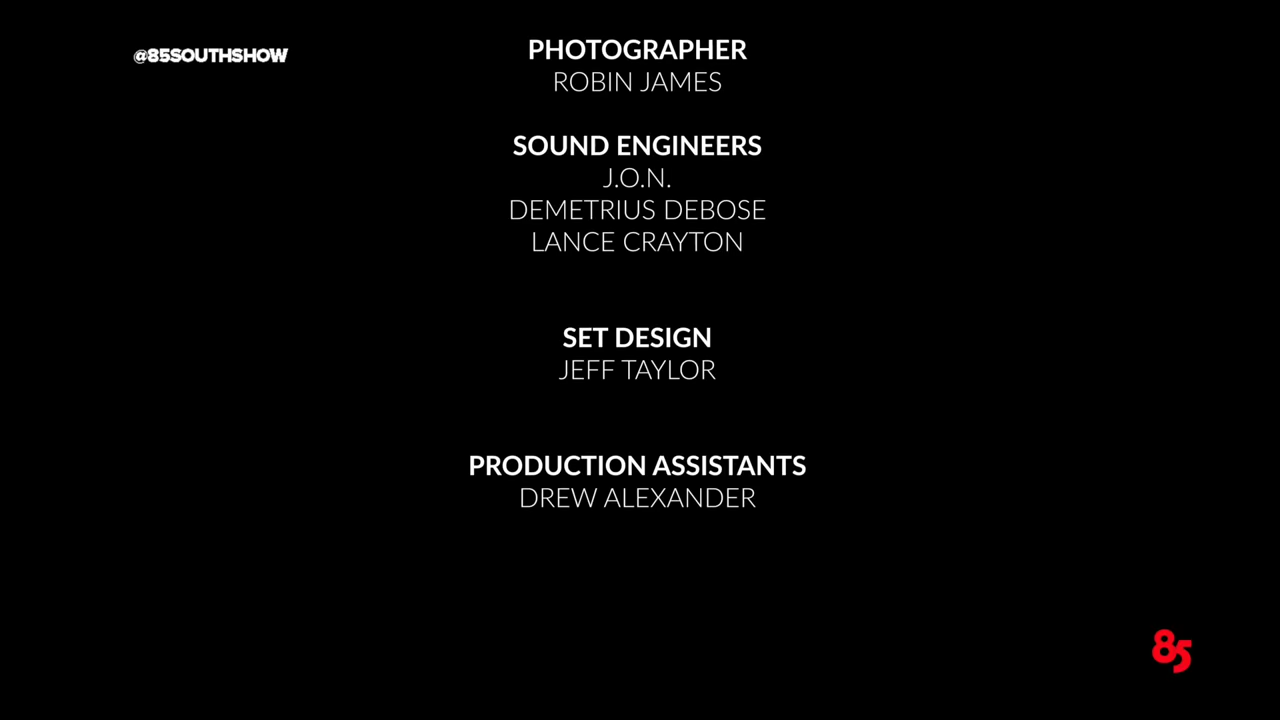 @85SOUTHSHOW
PHOTOGRAPHER
ROBIN JAMES
SOUND ENGINEERS
J.O.N.
DEMETRIUS DEBOSE
LANCE CRAYTON
SET DESIGN
JEFF TAYLOR
PRODUCTION ASSISTANTS
DREW ALEXANDER
85